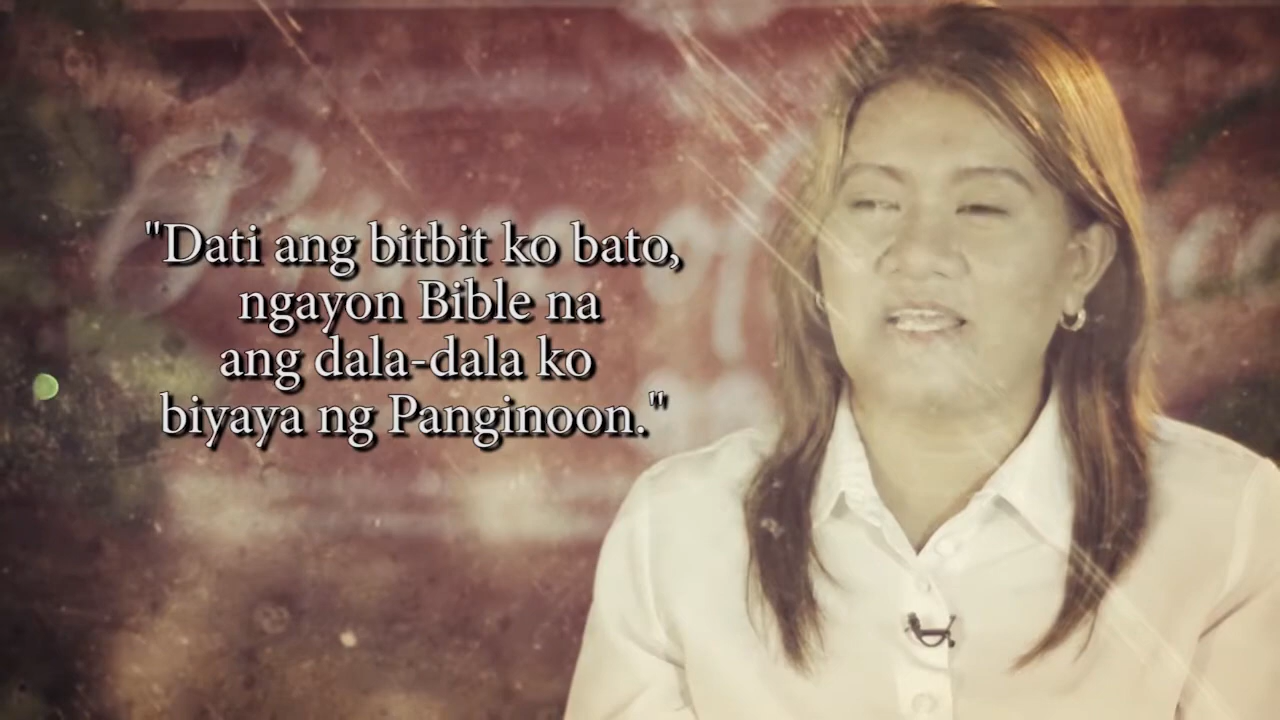 "Dati ang bitbit ko bato,
ngayon Bible na
ang dala-dala ko
biyaya ng Panginoon."